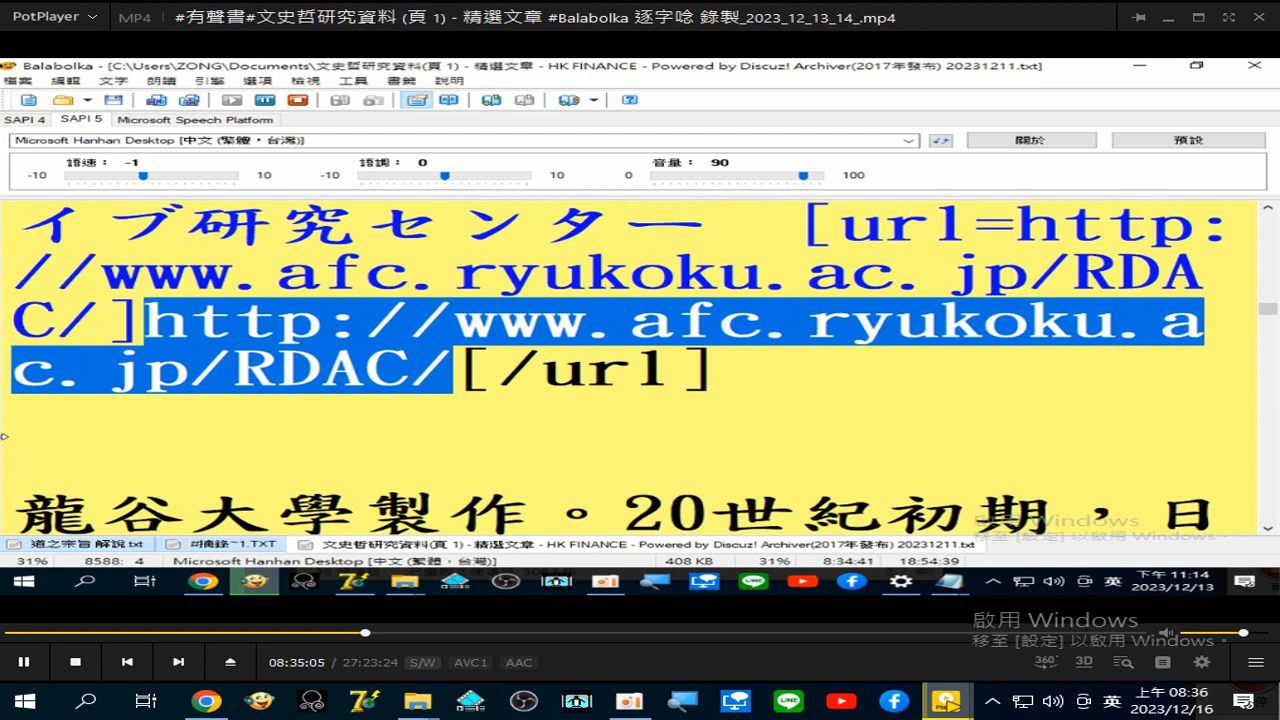 PotPlayer MP4 #有聲書#文史哲研究資料 (頁 1) - 精選文章 #Balabolka 逐字唸 錄製_2023_12_13_14_.mp4
Balabolka - [C:\Users\ZONG\Documents\文史哲研究資料(頁 1) - 精選文章 - HK FINANCE - Powered by Discuz! Archiver(2017年發布) 20231211.txt]
檔案 編輯 文字 朗讀 引擎 選項 檢視 工具 書籤 說明
SAPI 4 SAPI 5 Microsoft Speech Platform
Microsoft Hanhan Desktop [中文 (繁體，台灣)] 關於 預設
語速： -1 語調： 0 音量： 90
-10 10 -10 10 0 100
イブ研究センター [url=http:
//www.afc.ryukoku.ac.jp/RDA
C/]http://www.afc.ryukoku.a
c.jp/RDAC/[/url]
龍谷大學製作。20世紀初期，日
道之宗旨 解說.txt #摘錄~1.TXT 文史哲研究資料(頁 1) - 精選文章 - HK FINANCE - Powered by Discuz! Archiver(2017年發布) 20231211.txt
31% 8588: 4 Microsoft Hanhan Desktop [中文 (繁體，台灣)] 408 KB 31% 8:34:41 18:54:39
英 下午 11:14
2023/12/13
啟用 Windows
移至 [設定] 以啟用 Windows。
啟用 Windows
移至 [設定] 以啟用 Windows。
08:35:05 / 27:23:24 S/W AVC1 AAC 360° 3D
英 上午 08:36
2023/12/16